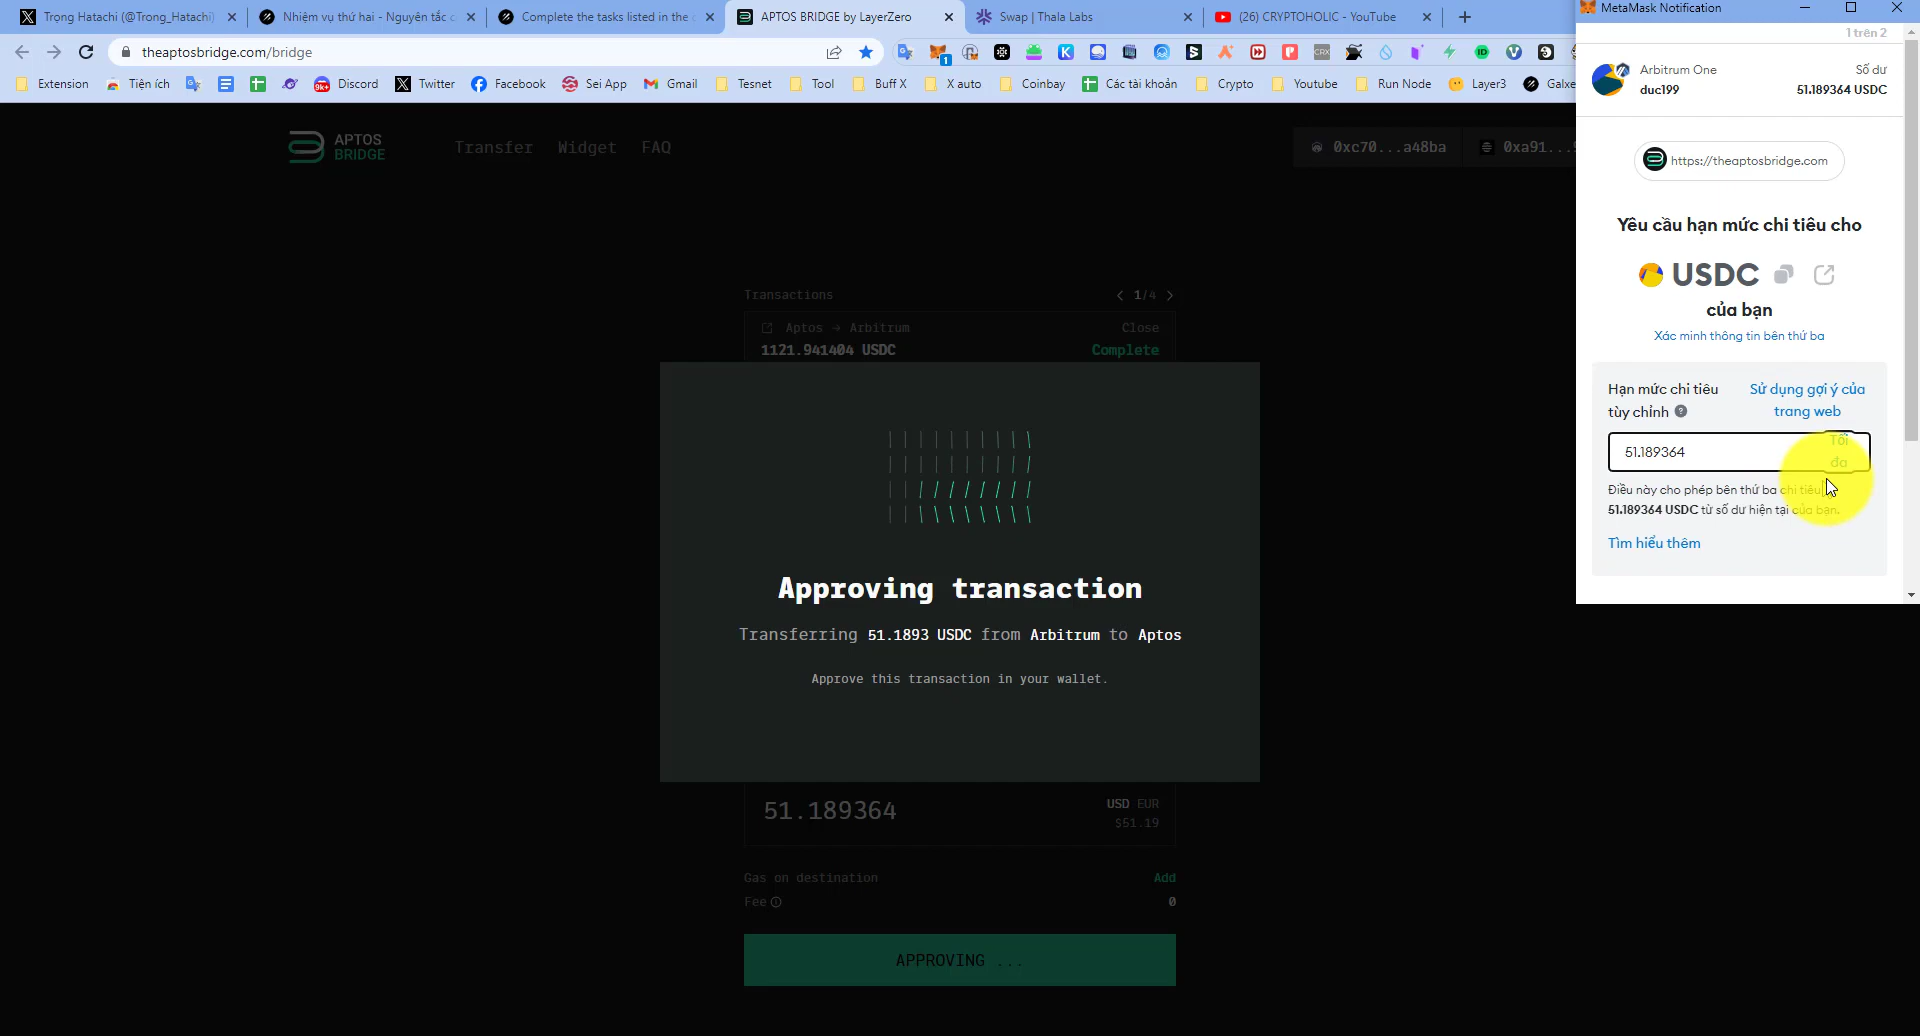 Trọng Hatachi (@Trong_Hatachi)
Nhiệm vụ thứ hai - Nguyên tắc c
Complete the tasks listed in the c
APTOS BRIDGE by LayerZero
Swap | Thala Labs
(26) CRYPTOHOLIC - YouTube
theaptosbridge.com/bridge
Extension
Tiện ích
9k+
Discord
Twitter
Facebook
Sei App
Gmail
Tesnet
Tool
Buff X
X auto
Coinbay
Các tài khoản
Crypto
Youtube
Run Node
Layer3
Galxe
APTOS
BRIDGE
Transfer
Widget
FAQ
0xc70...a48ba
0xa91...
Transactions
1/4
Aptos → Arbitrum
Close
1121.941404 USDC
Complete
Approving transaction
Transferring 51.1893 USDC from Arbitrum to Aptos
Approve this transaction in your wallet.
51.189364
USD EUR
$51.19
Gas on destination
Add
Fee
0
APPROVING ...
MetaMask Notification
1 trên 2
Arbitrum One
Số dư
duc199
51.189364 USDC
https://theaptosbridge.com
Yêu cầu hạn mức chi tiêu cho
USDC
của bạn
Xác minh thông tin bên thứ ba
Hạn mức chi tiêu
tùy chỉnh
Sử dụng gợi ý của
trang web
51.189364
Tối
đa
Điều này cho phép bên thứ ba chi tiêu
51.189364 USDC từ số dư hiện tại của bạn.
Tìm hiểu thêm